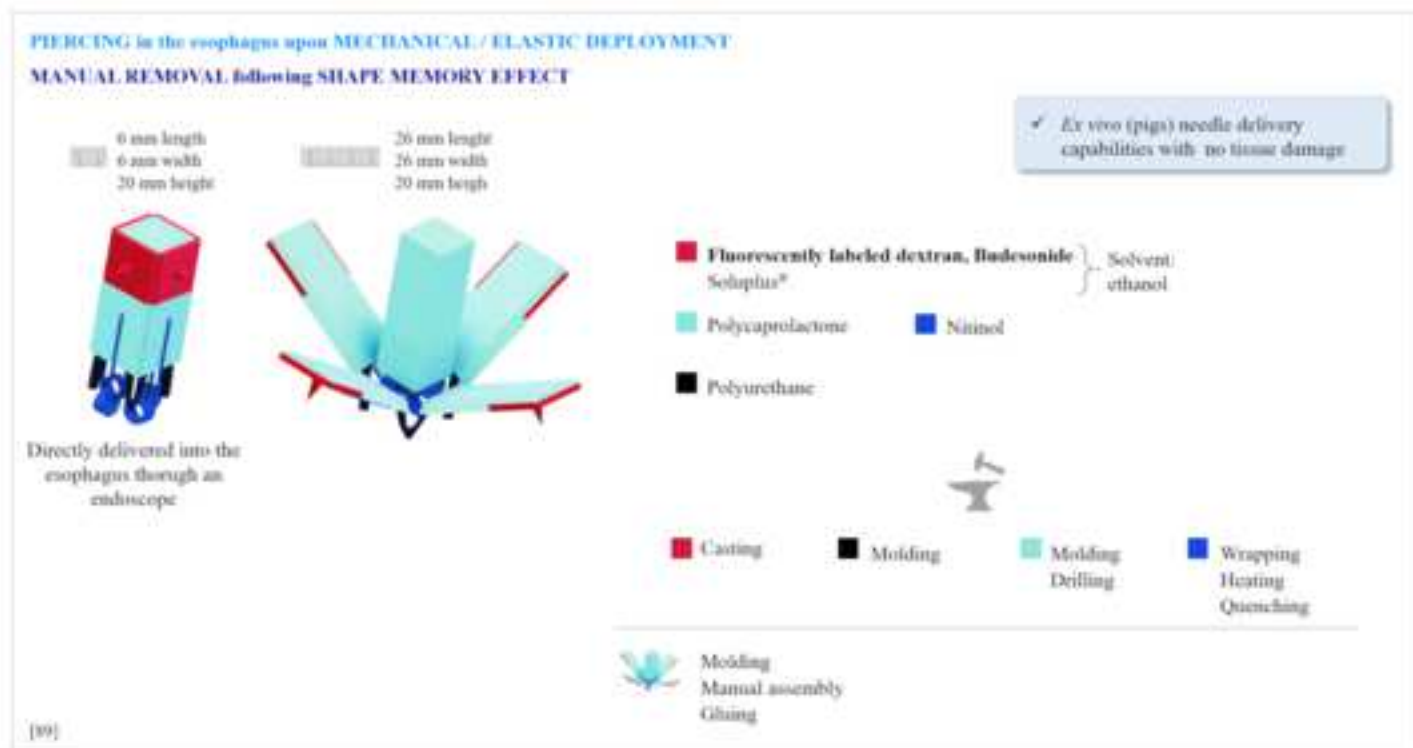 PIERCING in the esophagus upon MECHANICAL / ELASTIC DEPLOYMENT
MANUAL REMOVAL following SHAPE MEMORY EFFECT
6 mm length
6 mm width
20 mm height
26 mm lenght
26 mm width
20 mm heigh
✓ Ex vivo (pigs) needle delivery
capabilities with no tissue damage
Fluorescently labeled dextran, Budesonide
Soluplus®
Solvent:
ethanol
Polycaprolactone
Nitinol
Polyurethane
Directly delivered into the
esophagus thorugh an
endoscope
Casting
Molding
Molding
Drilling
Wrapping
Heating
Quenching
Molding
Manual assembly
Gluing
[89]